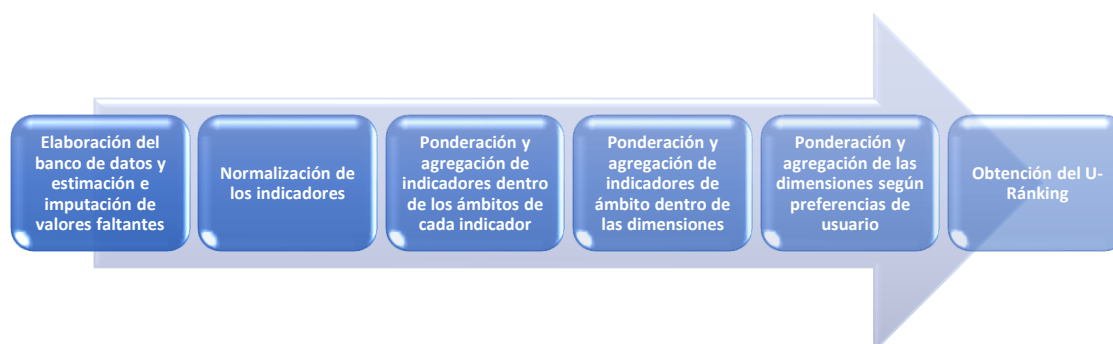 Elaboración del
banco de datos y
estimación e
imputación de
valores faltantes
Normalización de
los indicadores
Ponderación y
agregación de
indicadores dentro
de los ámbitos de
cada indicador
Ponderación y
agregación de
indicadores de
ámbito dentro de
las dimensiones
Ponderación y
agregación de las
dimensiones según
preferencias de
usuario
Obtención del U-
Ránking